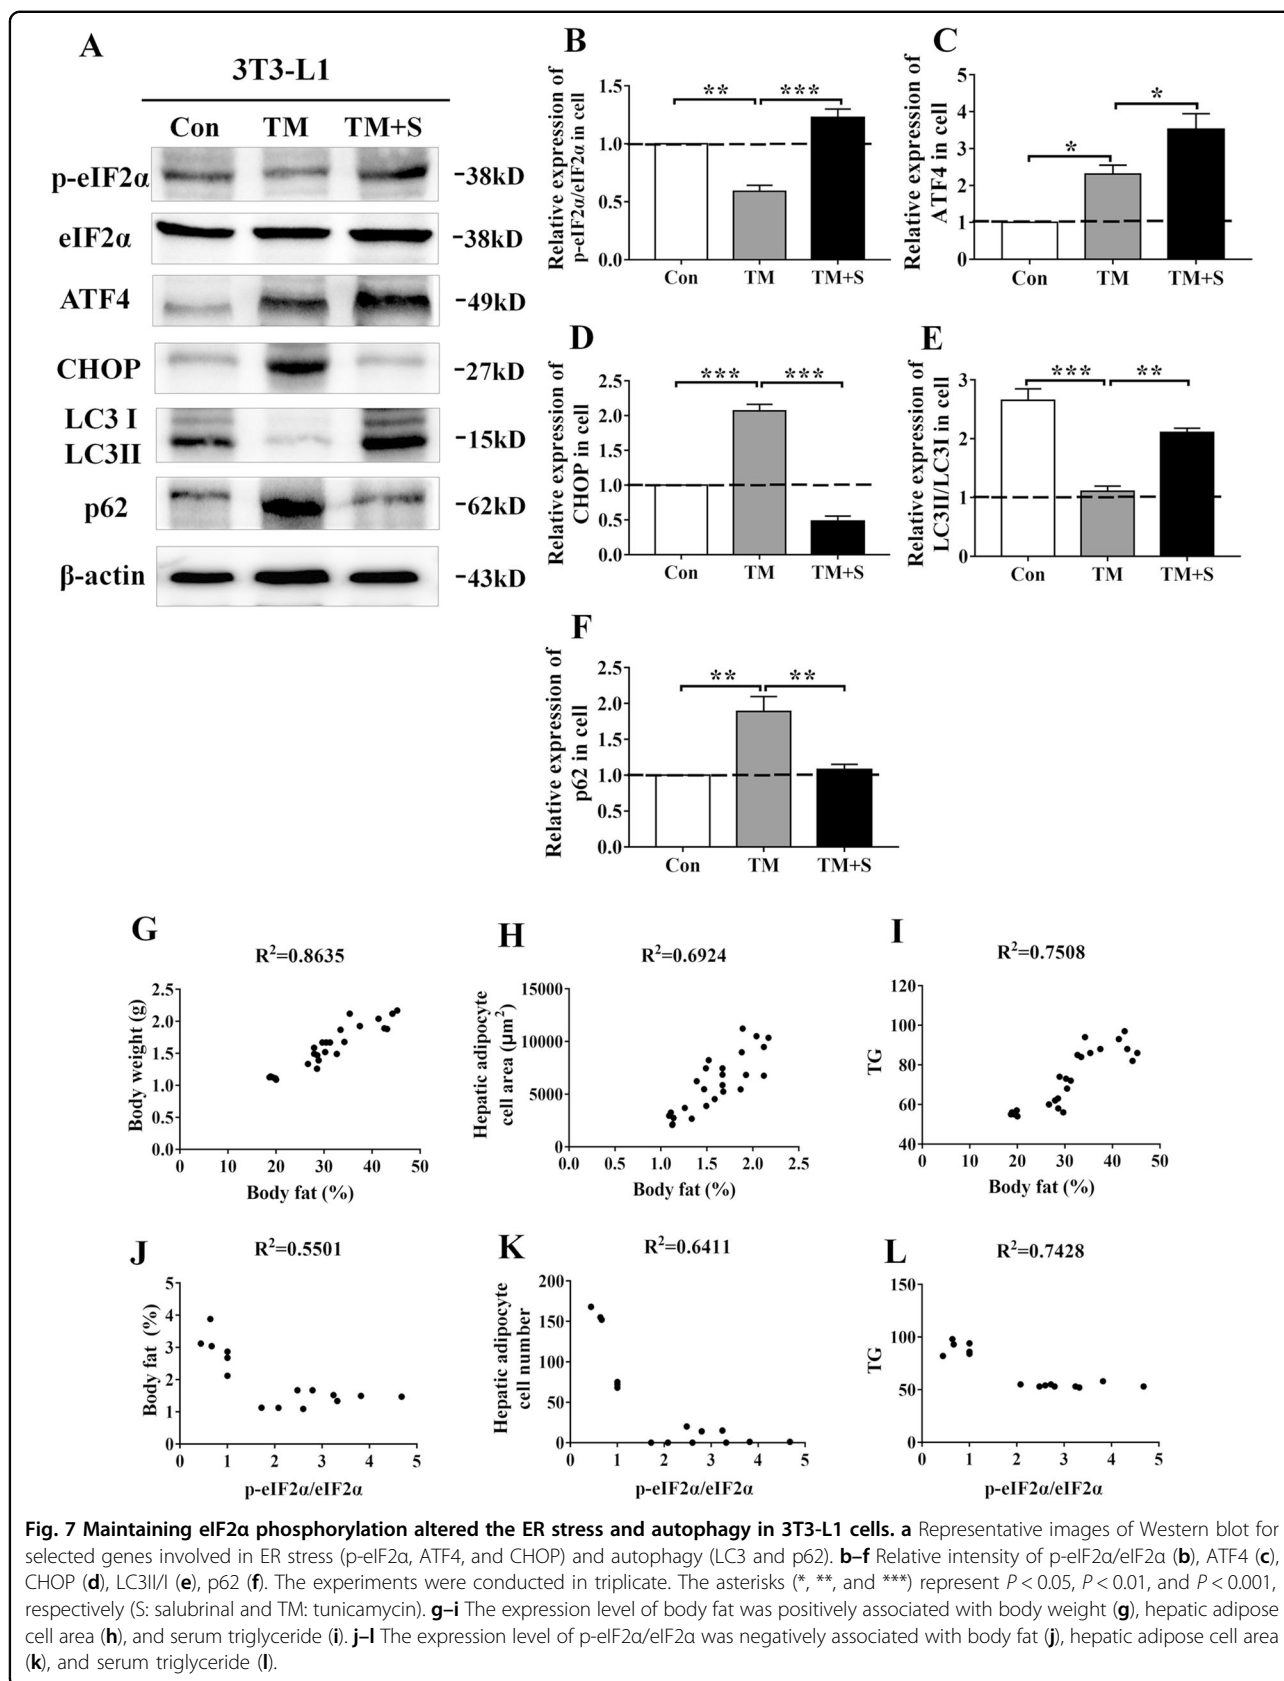 A
3T3-L1
Con TM TM+S
p-eIF2α -38kD
eIF2α -38kD
ATF4 -49kD
CHOP -27kD
LC3 I
LC3II -15kD
p62 -62kD
β-actin -43kD
B
Relative expression of
p-eIF2α/eIF2α in cell
1.5
1.0
0.5
0.0
** ***
Con TM TM+S
C
Relative expression of
ATF4 in cell
5
4
3
2
1
0
* *
Con TM TM+S
D
Relative expression of
CHOP in cell
2.5
2.0
1.5
1.0
0.5
0.0
*** ***
Con TM TM+S
E
Relative expression of
LC3II/LC3I in cell
3
2
1
0
*** **
Con TM TM+S
F
Relative expression of
p62 in cell
2.5
2.0
1.5
1.0
0.5
0.0
** **
Con TM TM+S
G
R²=0.8635
Body weight (g)
2.5
2.0
1.5
1.0
0.5
0.0
0 10 20 30 40 50
Body fat (%)
H
R²=0.6924
Hepatic adipocyte
cell area (μm²)
15000
10000
5000
0
0.0 0.5 1.0 1.5 2.0 2.5
Body fat (%)
I
R²=0.7508
TG
120
100
80
60
40
0 10 20 30 40 50
Body fat (%)
J
R²=0.5501
Body fat (%)
5
4
3
2
1
0
0 1 2 3 4 5
p-eIF2α/eIF2α
K
R²=0.6411
Hepatic adipocyte
cell number
200
150
100
50
0
0 1 2 3 4 5
p-eIF2α/eIF2α
L
R²=0.7428
TG
150
100
50
0
0 1 2 3 4 5
p-eIF2α/eIF2α
Fig. 7 Maintaining eIF2α phosphorylation altered the ER stress and autophagy in 3T3-L1 cells. a Representative images of Western blot for
selected genes involved in ER stress (p-eIF2α, ATF4, and CHOP) and autophagy (LC3 and p62). b–f Relative intensity of p-eIF2α/eIF2α (b), ATF4 (c),
CHOP (d), LC3II/I (e), p62 (f). The experiments were conducted in triplicate. The asterisks (*, **, and ***) represent P < 0.05, P < 0.01, and P < 0.001,
respectively (S: salubrinal and TM: tunicamycin). g–i The expression level of body fat was positively associated with body weight (g), hepatic adipose
cell area (h), and serum triglyceride (i). j–l The expression level of p-eIF2α/eIF2α was negatively associated with body fat (j), hepatic adipose cell area
(k), and serum triglyceride (l).